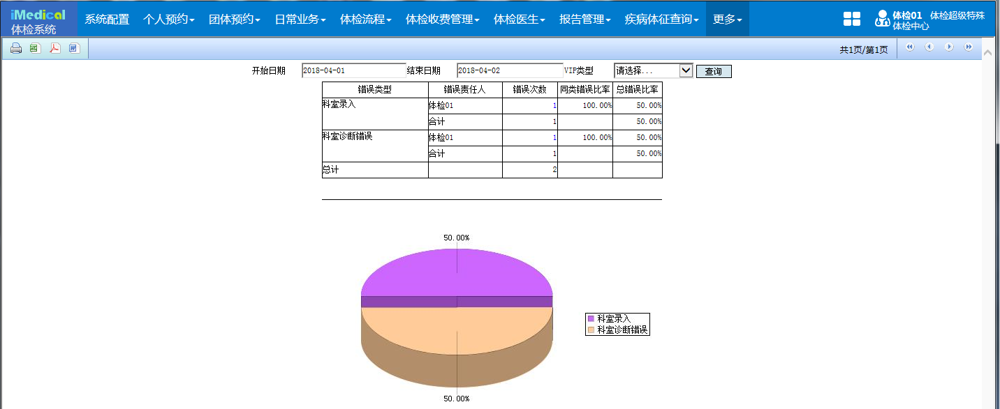 iMedical
体检系统
系统配置 个人预约 团体预约 日常业务 体检流程 体检收费管理 体检医生 报告管理 疾病体征查询 更多
体检01 体检超级特殊
体检中心
共1页/第1页
开始日期 2018-04-01 结束日期 2018-04-02 VIP类型 请选择... 查询
错误类型 错误责任人 错误次数 同类错误比率 总错误比率
科室录入 体检01 1 100.00% 50.00%
合计 1 50.00%
科室诊断错误 体检01 1 100.00% 50.00%
合计 1 50.00%
总计 2
50.00%
科室录入
科室诊断错误
50.00%